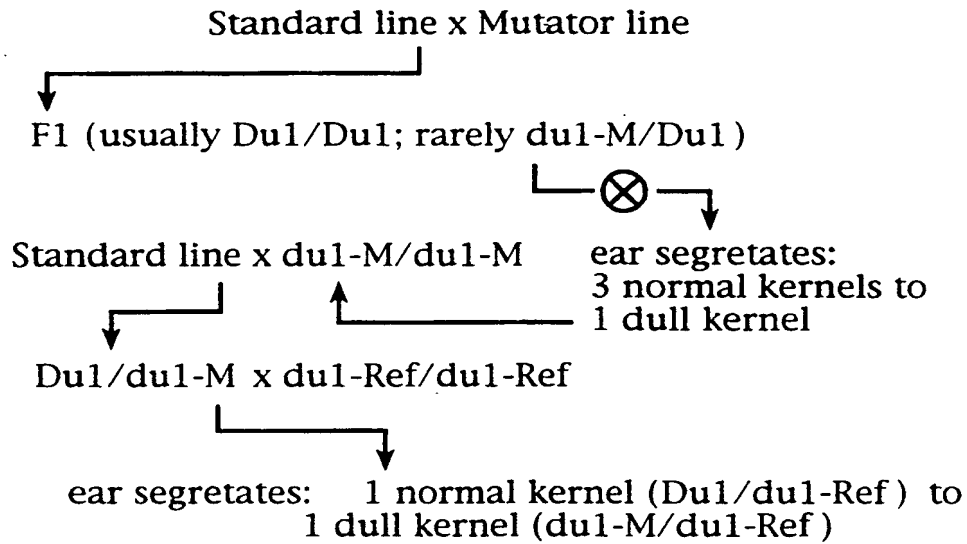 Standard line x Mutator line
F1 (usually Du1/Du1; rarely du1-M/Du1)
Standard line x du1-M/du1-M
ear segretates:
3 normal kernels to
1 dull kernel
Du1/du1-M x du1-Ref/du1-Ref
ear segretates: 1 normal kernel (Du1/du1-Ref) to
1 dull kernel (du1-M/du1-Ref)